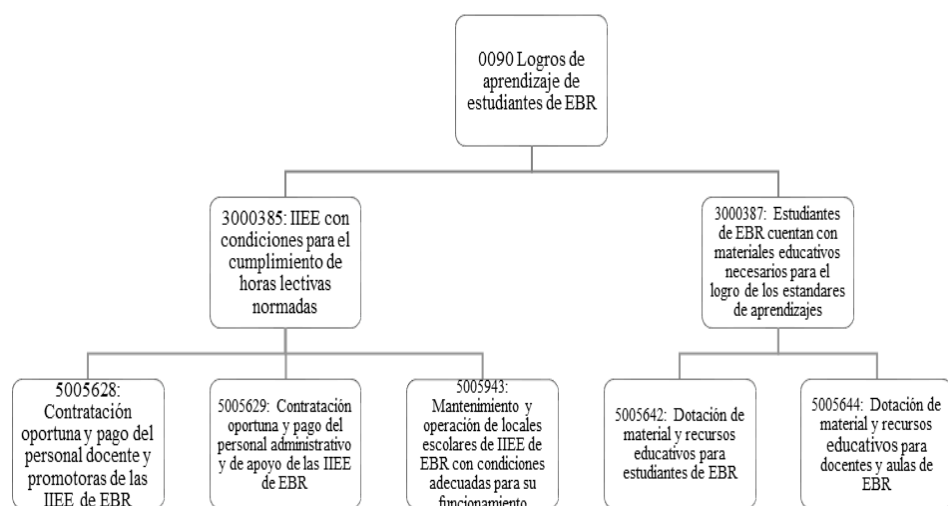 0090 Logros de
aprendizaje de
estudiantes de EBR
3000385: IIEE con
condiciones para el
cumplimiento de
horas lectivas
normadas
3000387: Estudiantes
de EBR cuentan con
materiales educativos
necesarios para el
logro de los estandares
de aprendizajes
5005628:
Contratación
oportuna y pago del
personal docente y
promotoras de las
IIEE de EBR
5005629: Contratación
oportuna y pago del
personal administrativo
y de apoyo de las IIEE
de EBR
5005943:
Mantenimiento y
operación de locales
escolares de IIEE de
EBR con condiciones
adecuadas para su
funcionamiento
5005642: Dotación de
material y recursos
educativos para
estudiantes de EBR
5005644: Dotación de
material y recursos
educativos para
docentes y aulas de
EBR